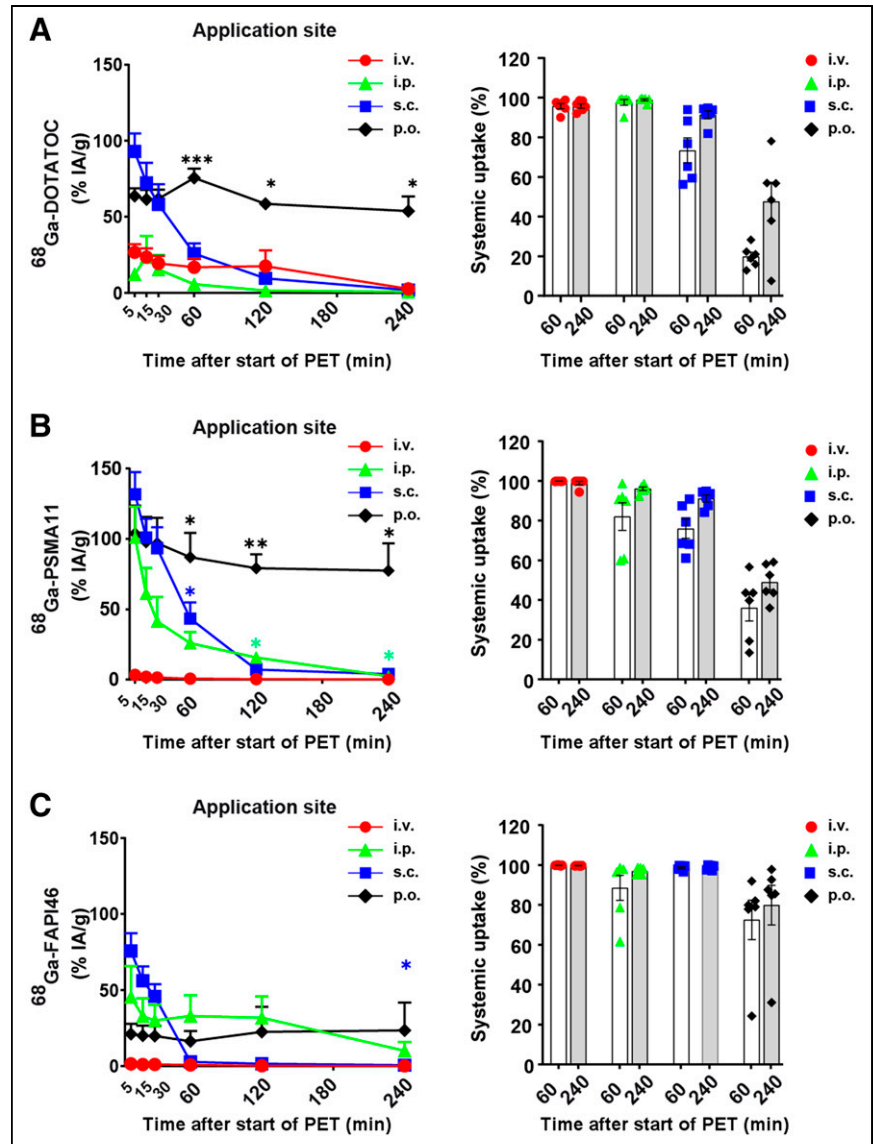 A
Application site
i.v.
i.p.
s.c.
p.o.
150
100
50
0
***
*
*
5
15
30
60
120
180
240
68Ga-DOTATOC
(% IA/g)
Time after start of PET (min)
i.v.
i.p.
s.c.
p.o.
120
100
80
60
40
20
0
Systemic uptake (%)
60
240
60
240
60
240
60
240
Time after start of PET (min)
B
Application site
i.v.
i.p.
s.c.
p.o.
150
100
50
0
*
**
*
*
*
*
5
15
30
60
120
180
240
68Ga-PSMA11
(% IA/g)
Time after start of PET (min)
i.v.
i.p.
s.c.
p.o.
120
100
80
60
40
20
0
Systemic uptake (%)
60
240
60
240
60
240
60
240
Time after start of PET (min)
C
Application site
i.v.
i.p.
s.c.
p.o.
150
100
50
0
*
5
15
30
60
120
180
240
68Ga-FAPI46
(% IA/g)
Time after start of PET (min)
i.v.
i.p.
s.c.
p.o.
120
100
80
60
40
20
0
Systemic uptake (%)
60
240
60
240
60
240
60
240
Time after start of PET (min)